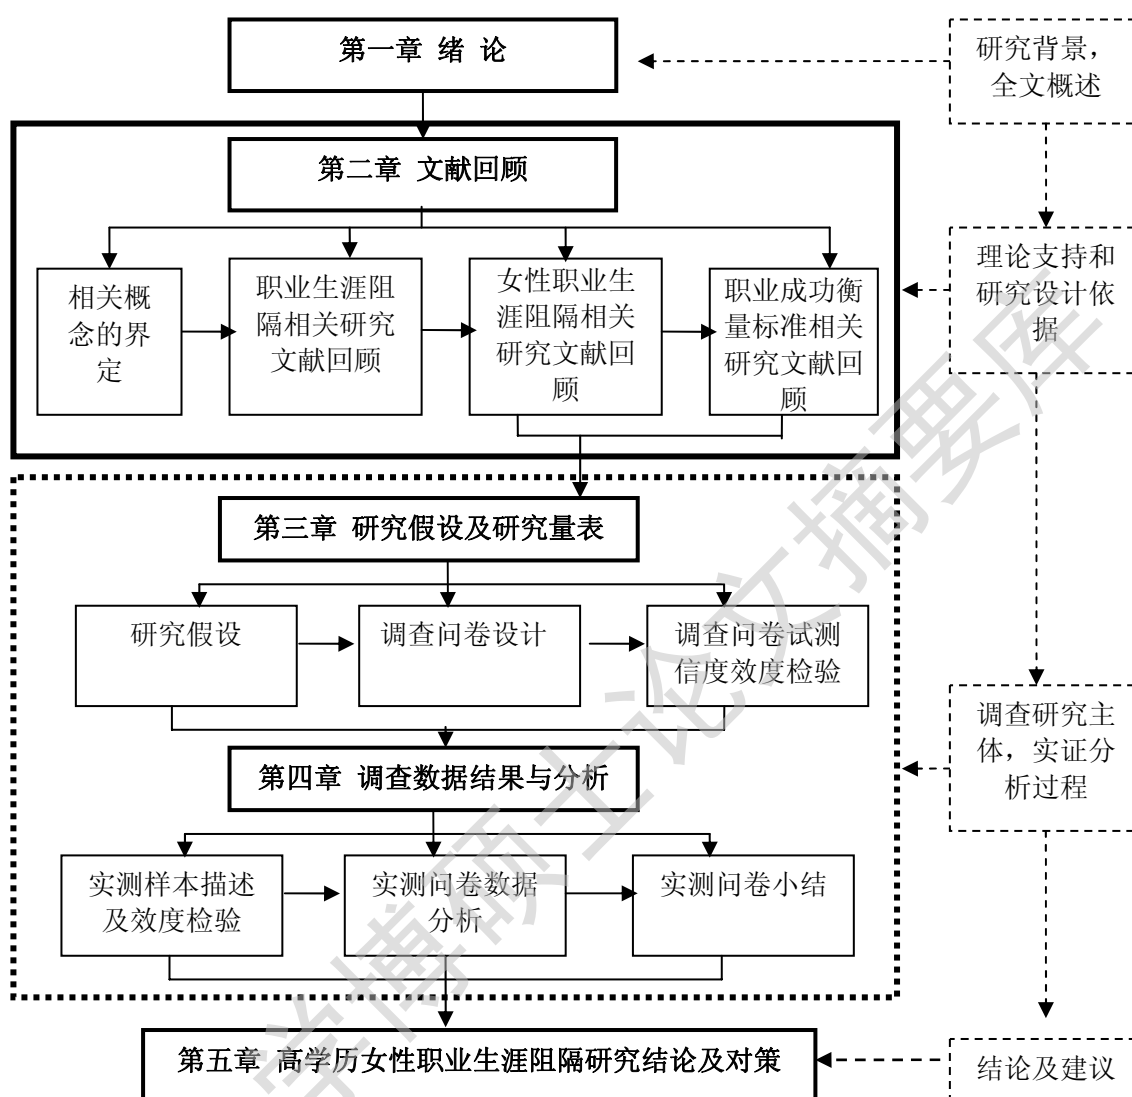 第一章 绪 论
研究背景，
全文概述
第二章 文献回顾
相关概
念的界
定
职业生涯阻
隔相关研究
文献回顾
女性职业生
涯阻隔相关
研究文献回
顾
职业成功衡
量标准相关
研究文献回
顾
理论支持和
研究设计依
据
第三章 研究假设及研究量表
研究假设
调查问卷设计
调查问卷试测
信度效度检验
第四章 调查数据结果与分析
调查研究主
体，实证分
析过程
实测样本描述
及效度检验
实测问卷数据
分析
实测问卷小结
第五章 高学历女性职业生涯阻隔研究结论及对策
结论及建议
学博硕士论文摘要库